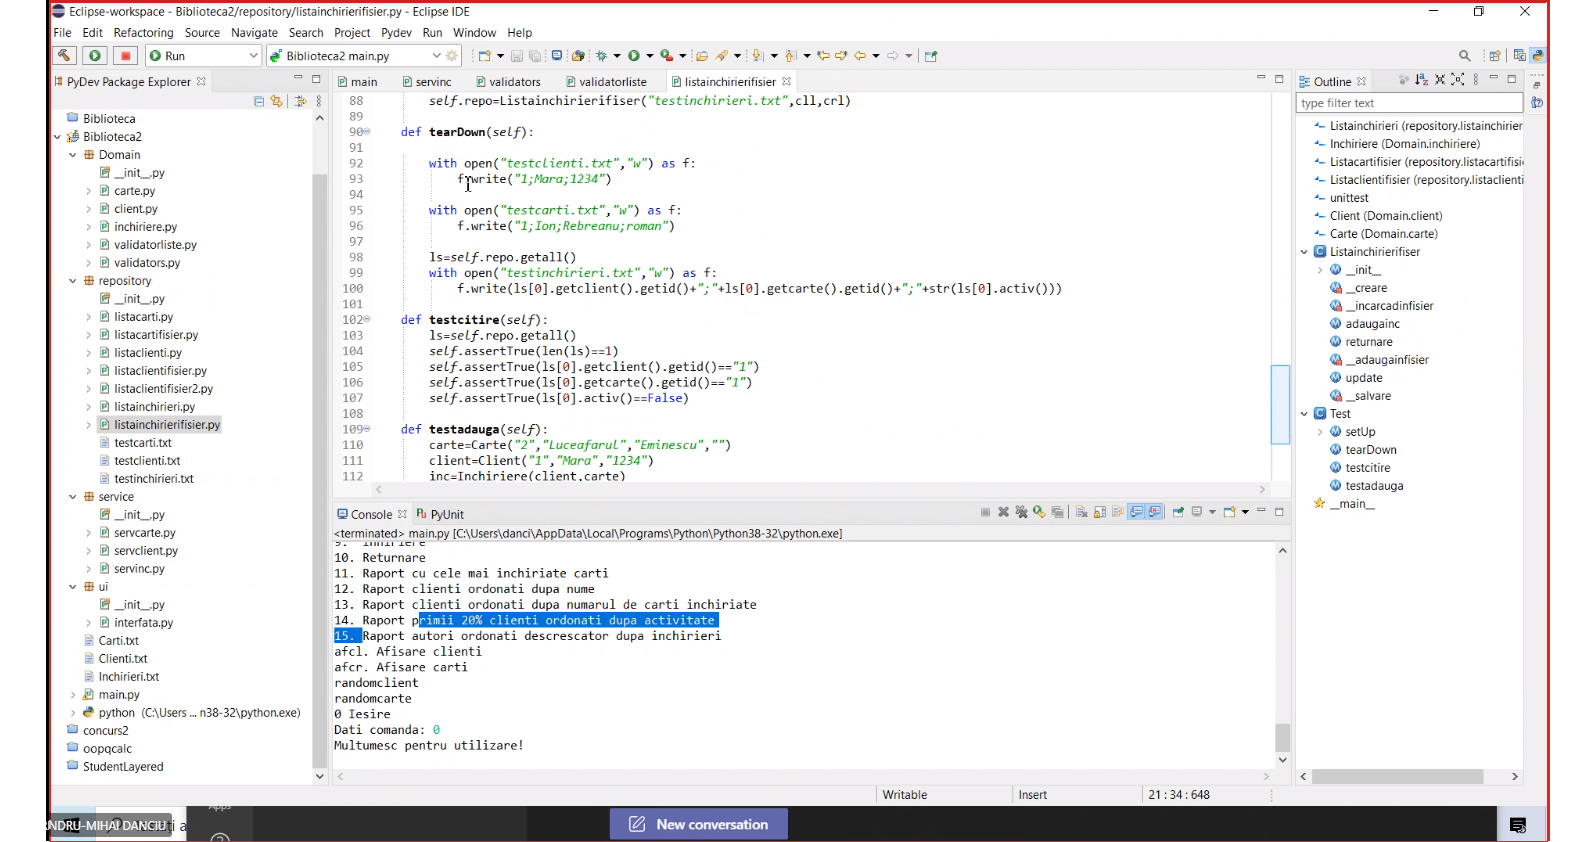 Eclipse-workspace - Biblioteca2/repository/listainchirierifisier.py - Eclipse IDE
File Edit Refactoring Source Navigate Search Project Pydev Run Window Help
Run
Biblioteca2 main.py
PyDev Package Explorer
Biblioteca
Biblioteca2
Domain
__init__.py
carte.py
client.py
inchiriere.py
validatorliste.py
validators.py
repository
__init__.py
listacarti.py
listacartifisier.py
listaclienti.py
listaclientifisier.py
listaclientifisier2.py
listainchirieri.py
listainchirierifisier.py
testcarti.txt
testclienti.txt
testinchirieri.txt
service
__init__.py
servcarte.py
servclient.py
servinc.py
ui
__init__.py
interfata.py
Carti.txt
Clienti.txt
Inchirieri.txt
main.py
python (C:\Users ... n38-32\python.exe)
concurs2
oopqcalc
StudentLayered
main servinc validators validatorliste listainchirierifisier
88 self.repo=Listainchirierifiser("testinchirieri.txt",cll,crl)
89
90 def tearDown(self):
91
92 with open("testclienti.txt","w") as f:
93 f.write("1;Mara;1234")
94
95 with open("testcarti.txt","w") as f:
96 f.write("1;Ion;Rebreanu;roman")
97
98 ls=self.repo.getall()
99 with open("testinchirieri.txt","w") as f:
100 f.write(ls[0].getclient().getid()+";"+ls[0].getcarte().getid()+";"+str(ls[0].activ()))
101
102 def testcitire(self):
103 ls=self.repo.getall()
104 self.assertTrue(len(ls)==1)
105 self.assertTrue(ls[0].getclient().getid()=="1")
106 self.assertTrue(ls[0].getcarte().getid()=="1")
107 self.assertTrue(ls[0].activ()==False)
108
109 def testadauga(self):
110 carte=Carte("2","Luceafarul","Eminescu","")
111 client=Client("1","Mara","1234")
112 inc=Inchiriere(client,carte)
Console PyUnit
<terminated> main.py [C:\Users\danci\AppData\Local\Programs\Python\Python38-32\python.exe]
9. Inhiriere
10. Returnare
11. Raport cu cele mai inchiriate carti
12. Raport clienti ordonati dupa nume
13. Raport clienti ordonati dupa numarul de carti inchiriate
14. Raport primii 20% clienti ordonati dupa activitate
15. Raport autori ordonati descrescator dupa inchirieri
afcl. Afisare clienti
afcr. Afisare carti
randomclient
randomcarte
0 Iesire
Dati comanda: 0
Multumesc pentru utilizare!
Outline
type filter text
Listainchirieri (repository.listainchirier
Inchiriere (Domain.inchiriere)
Listacartifisier (repository.listacartifisi
Listaclientifisier (repository.listaclienti
unittest
Client (Domain.client)
Carte (Domain.carte)
Listainchirierifiser
__init__
__creare
__incarcadinfisier
adaugainc
returnare
__adaugainfisier
update
__salvare
Test
setUp
tearDown
testcitire
testadauga
__main__
Writable Insert 21 : 34 : 648
Apps
NDRU-MIHAI DANCIU
New conversation